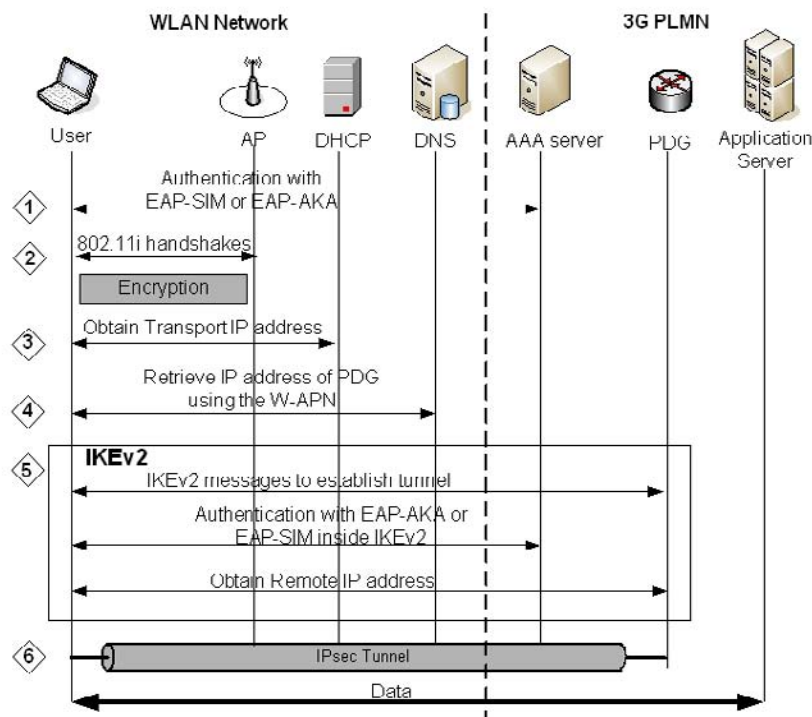 WLAN Network
3G PLMN
User
AP
DHCP
DNS
AAA server
PDG
Application
Server
1
Authentication with
EAP-SIM or EAP-AKA
2
802.11i handshakes
Encryption
3
Obtain Transport IP address
4
Retrieve IP address of PDG
using the W-APN
5
IKEv2
IKEv2 messages to establish tunnel
Authentication with EAP-AKA or
EAP-SIM inside IKEv2
Obtain Remote IP address
6
IPsec Tunnel
Data